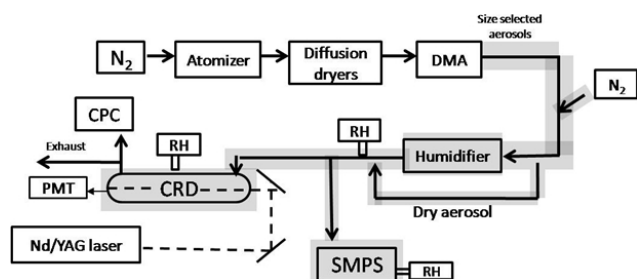 Size selected
aerosols
N2
Atomizer
Diffusion
dryers
DMA
N2
CPC
RH
RH
Humidifier
Exhaust
PMT
CRD
Dry aerosol
Nd/YAG laser
SMPS
RH